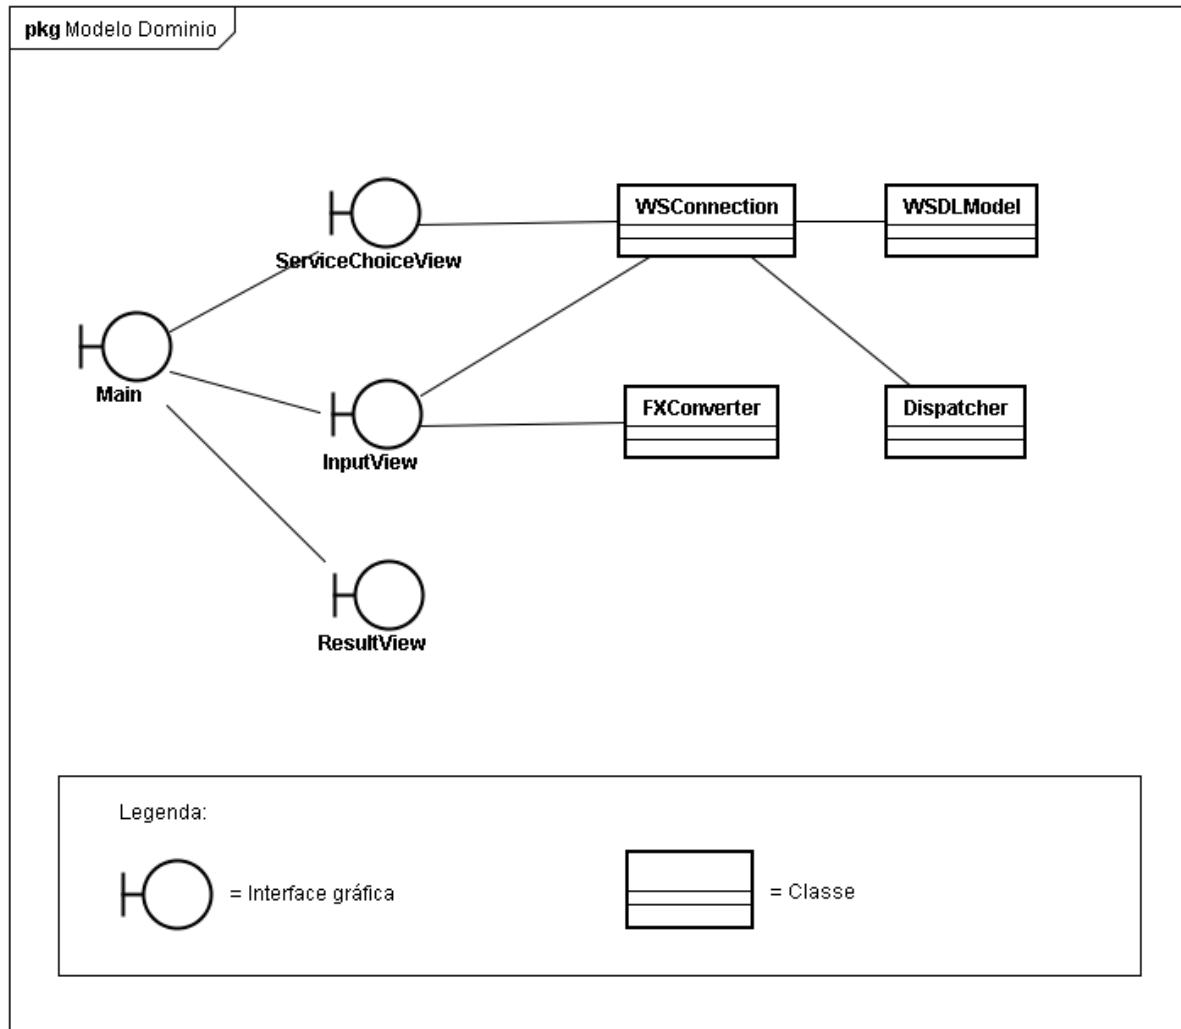 pkg Modelo Dominio
WSConnection
WSDLModel
ServiceChoiceView
Main
FXConverter
Dispatcher
InputView
ResultView
Legenda:
= Interface gráfica
= Classe